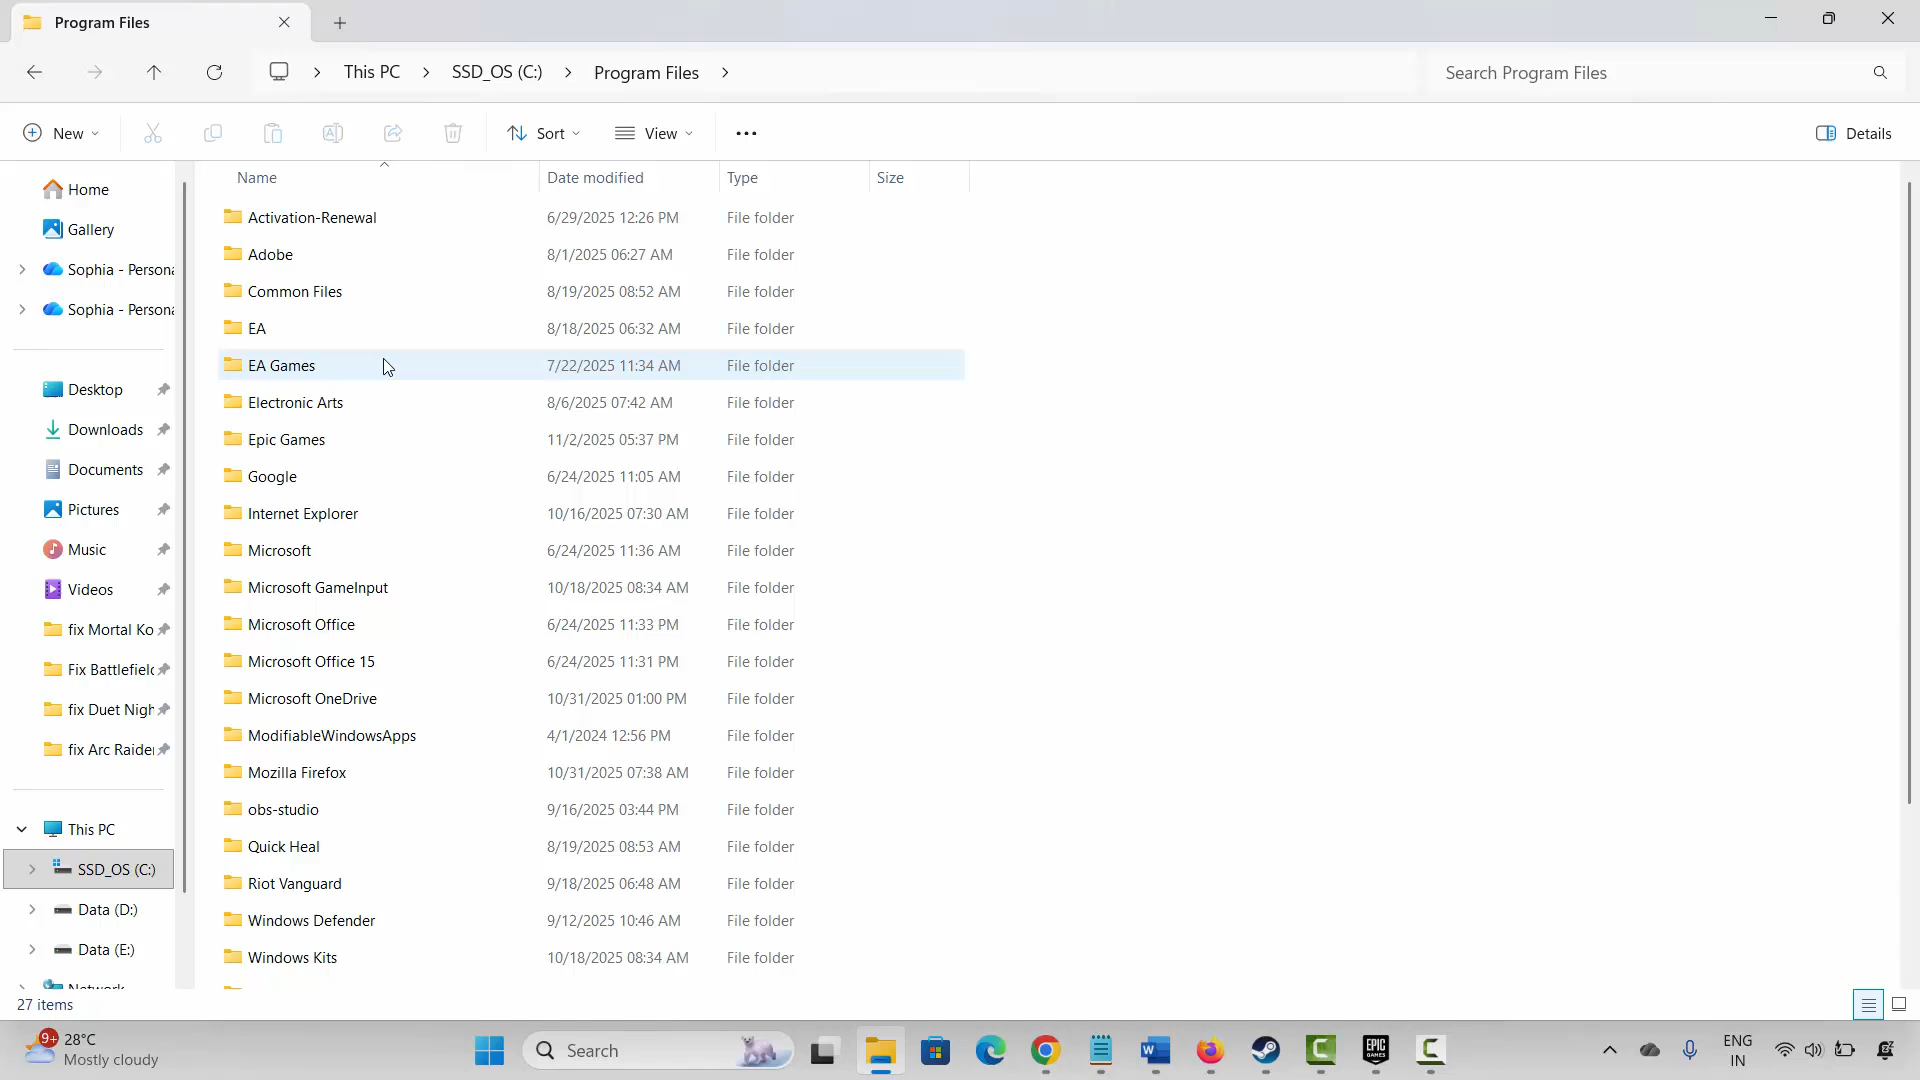 Program Files
This PC
SSD_OS (C:)
Program Files
Search Program Files
New
Sort
View
Details
Home
Gallery
Sophia - Persona
Sophia - Persona
Desktop
Downloads
Documents
Pictures
Music
Videos
fix Mortal Ko
Fix Battlefield
fix Duet Nigh
fix Arc Raider
This PC
SSD_OS (C:)
Data (D:)
Data (E:)
Network
Name Date modified Type Size
Activation-Renewal 6/29/2025 12:26 PM File folder
Adobe 8/1/2025 06:27 AM File folder
Common Files 8/19/2025 08:52 AM File folder
EA 8/18/2025 06:32 AM File folder
EA Games 7/22/2025 11:34 AM File folder
Electronic Arts 8/6/2025 07:42 AM File folder
Epic Games 11/2/2025 05:37 PM File folder
Google 6/24/2025 11:05 AM File folder
Internet Explorer 10/16/2025 07:30 AM File folder
Microsoft 6/24/2025 11:36 AM File folder
Microsoft GameInput 10/18/2025 08:34 AM File folder
Microsoft Office 6/24/2025 11:33 PM File folder
Microsoft Office 15 6/24/2025 11:31 PM File folder
Microsoft OneDrive 10/31/2025 01:00 PM File folder
ModifiableWindowsApps 4/1/2024 12:56 PM File folder
Mozilla Firefox 10/31/2025 07:38 AM File folder
obs-studio 9/16/2025 03:44 PM File folder
Quick Heal 8/19/2025 08:53 AM File folder
Riot Vanguard 9/18/2025 06:48 AM File folder
Windows Defender 9/12/2025 10:46 AM File folder
Windows Kits 10/18/2025 08:34 AM File folder
27 items
9+
28°C
Mostly cloudy
Search
EPIC
GAMES
ENG
IN